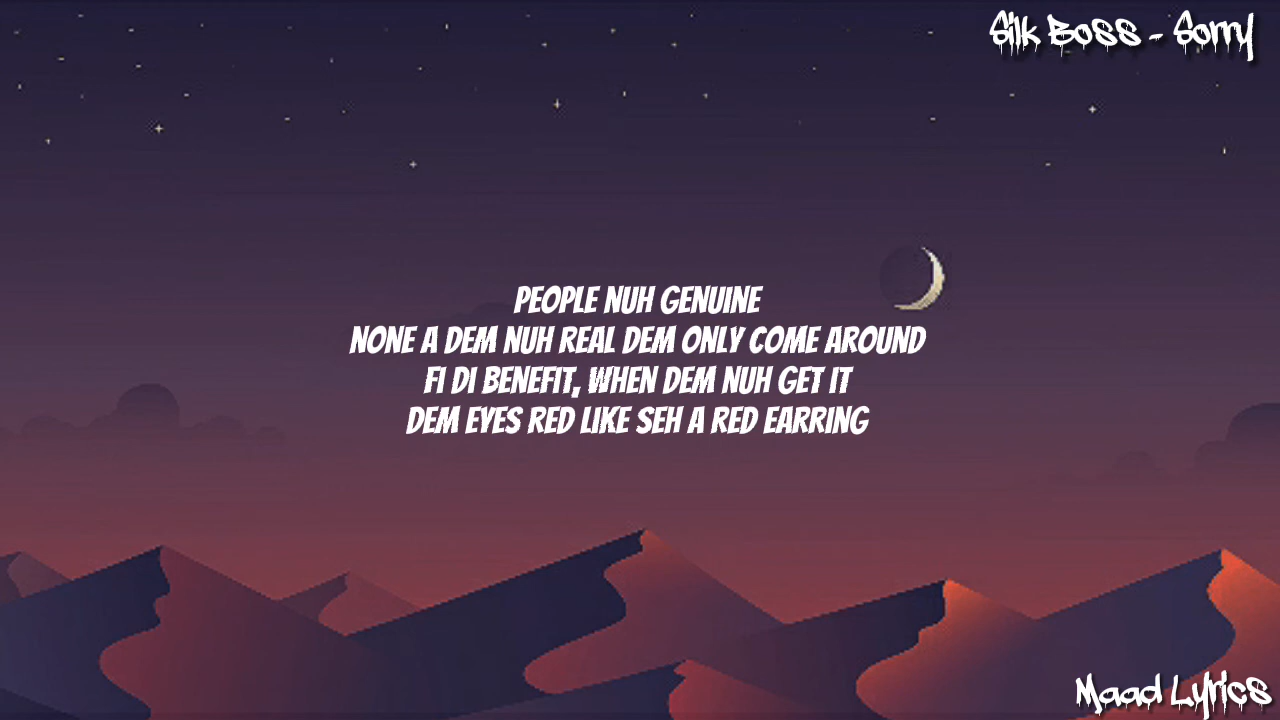 Silk Boss - Sorry
PEOPLE NUH GENUINE
NONE A DEM NUH REAL DEM ONLY COME AROUND
FI DI BENEFIT, WHEN DEM NUH GET IT
DEM EYES RED LIKE SEH A RED EARRING
Maad Lyrics